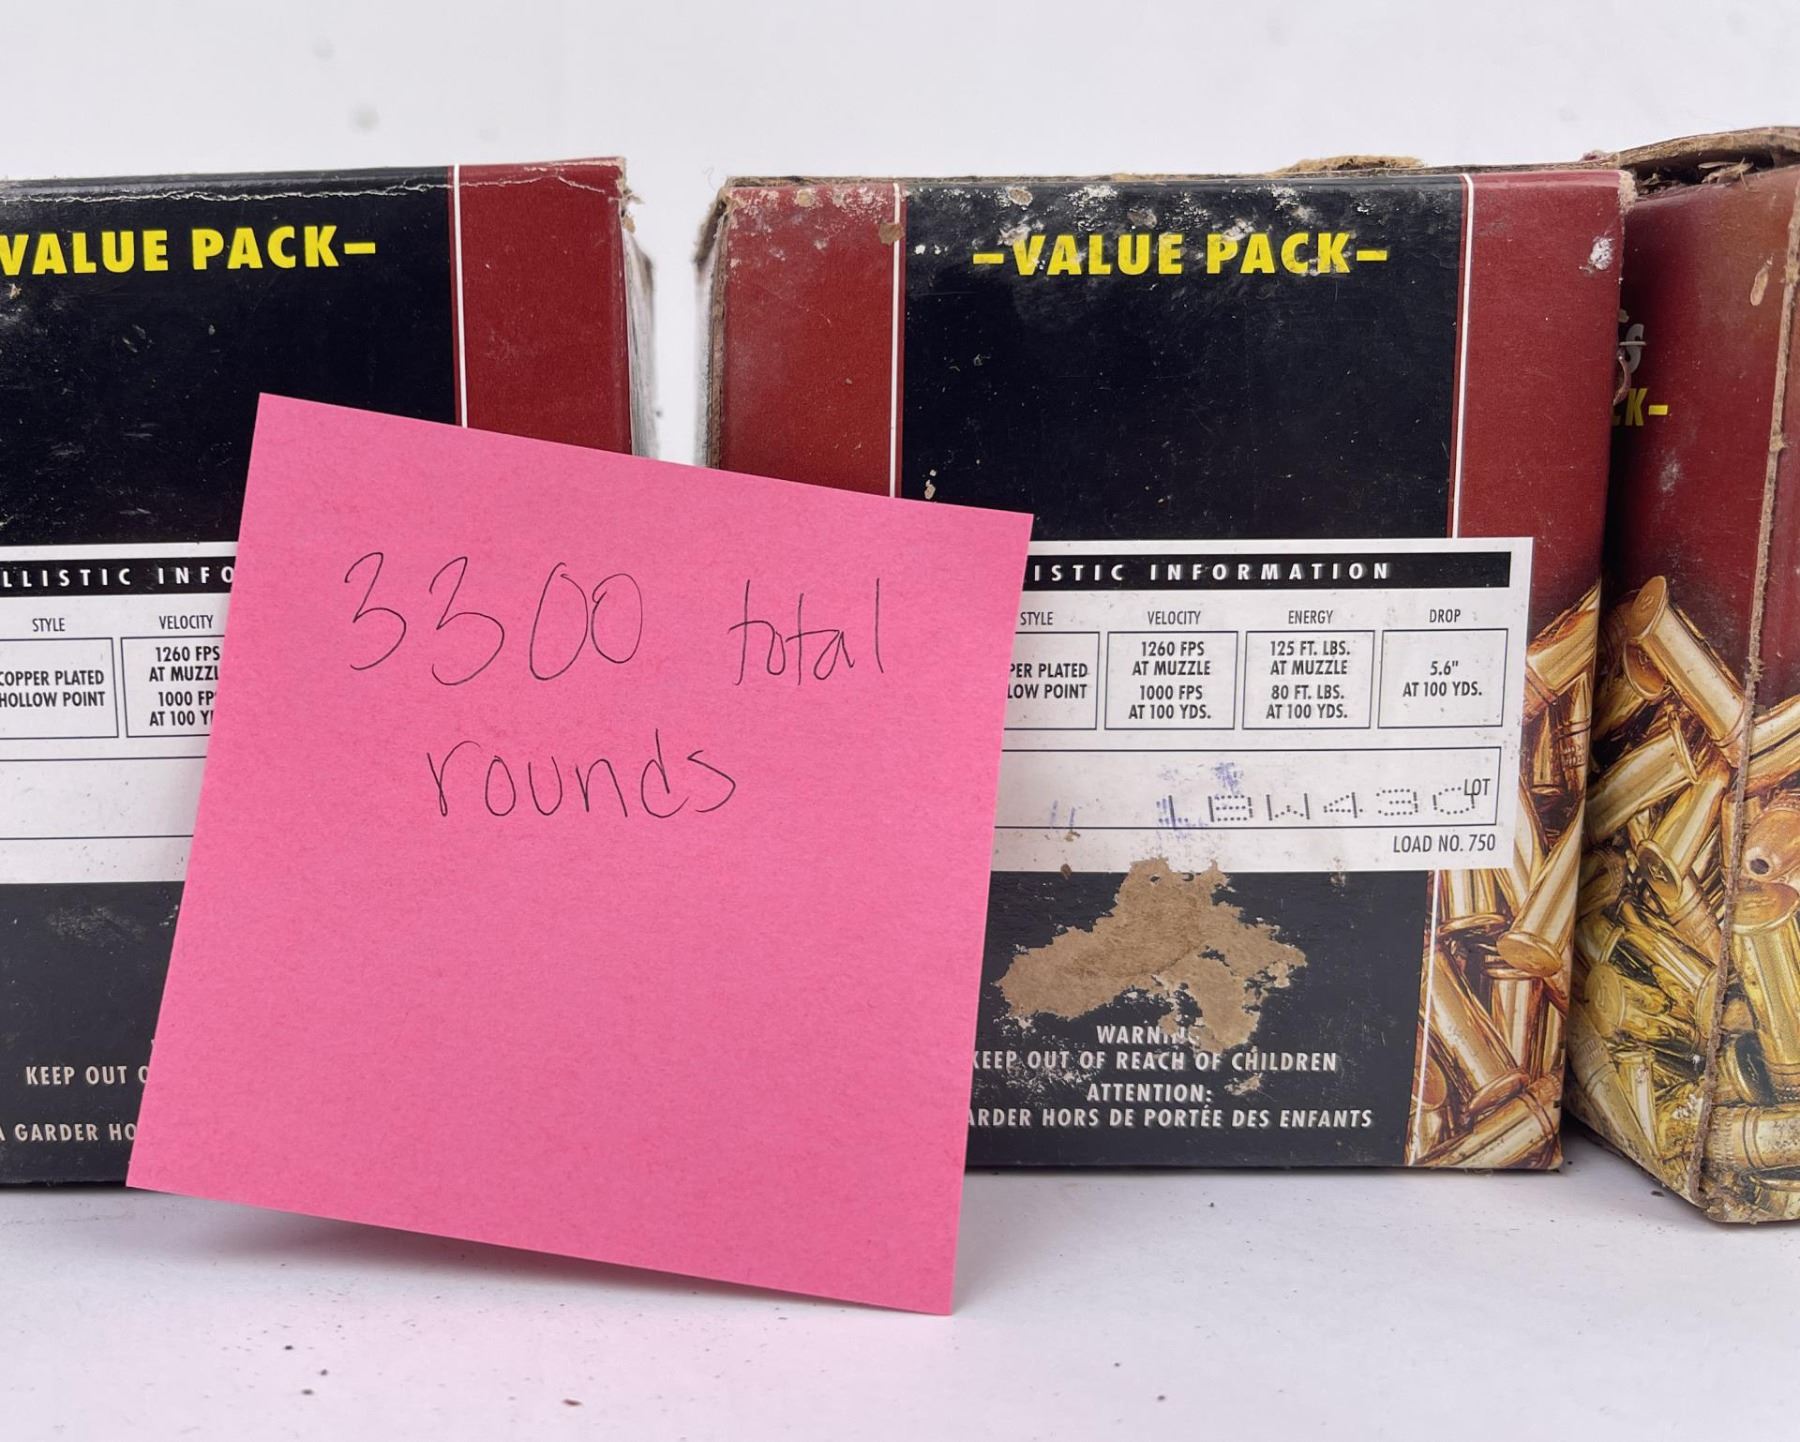 VALUE PACK–
LLISTIC INFO
STYLE VELOCITY
COPPER PLATED
HOLLOW POINT
1260 FPS
AT MUZZL
1000 FP
AT 100 Y
KEEP OUT O
A GARDER HO
3300 total
rounds
–VALUE PACK–
ISTIC INFORMATION
STYLE VELOCITY ENERGY DROP
PER PLATED
LOW POINT
1260 FPS
AT MUZZLE
1000 FPS
AT 100 YDS.
125 FT. LBS.
AT MUZZLE
80 FT. LBS.
AT 100 YDS.
5.6"
AT 100 YDS.
LOT
LOAD NO. 750
KEEP OUT OF REACH OF CHILDREN
ATTENTION:
ARDER HORS DE PORTÉE DES ENFANTS
K–